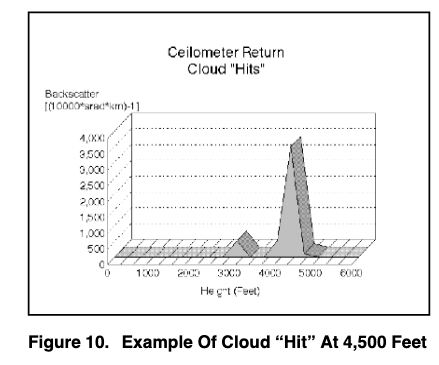 Ceilometer Return
Cloud "Hits"
Backscatter
[(10000*srad*km)-1]
4,000
3,500
3,000
2,500
2,000
1,500
1,000
500
0
0 1000 2000 3000 4000 5000 6000
Height (Feet)
Figure 10. Example Of Cloud “Hit” At 4,500 Feet